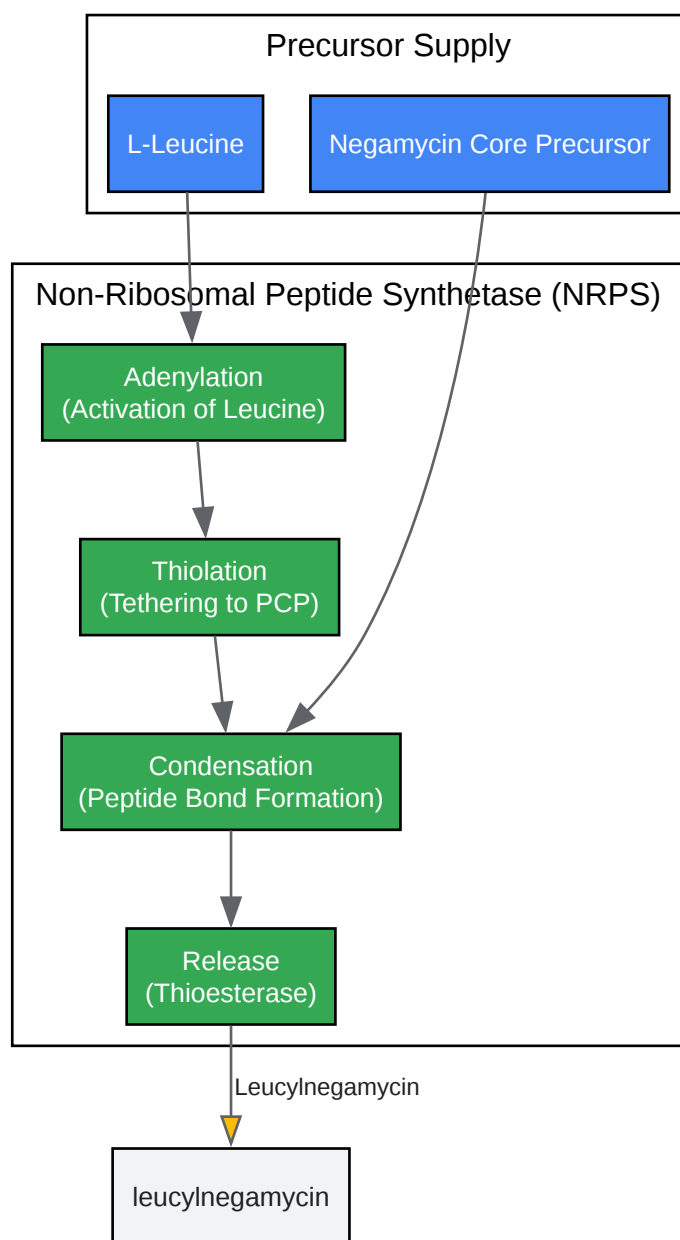 Precursor Supply
L-Leucine
Negamycin Core Precursor
Non-Ribosomal Peptide Synthetase (NRPS)
Adenylation
(Activation of Leucine)
Thiolation
(Tethering to PCP)
Condensation
(Peptide Bond Formation)
Release
(Thioesterase)
Leucylnegamycin
leucylnegamycin